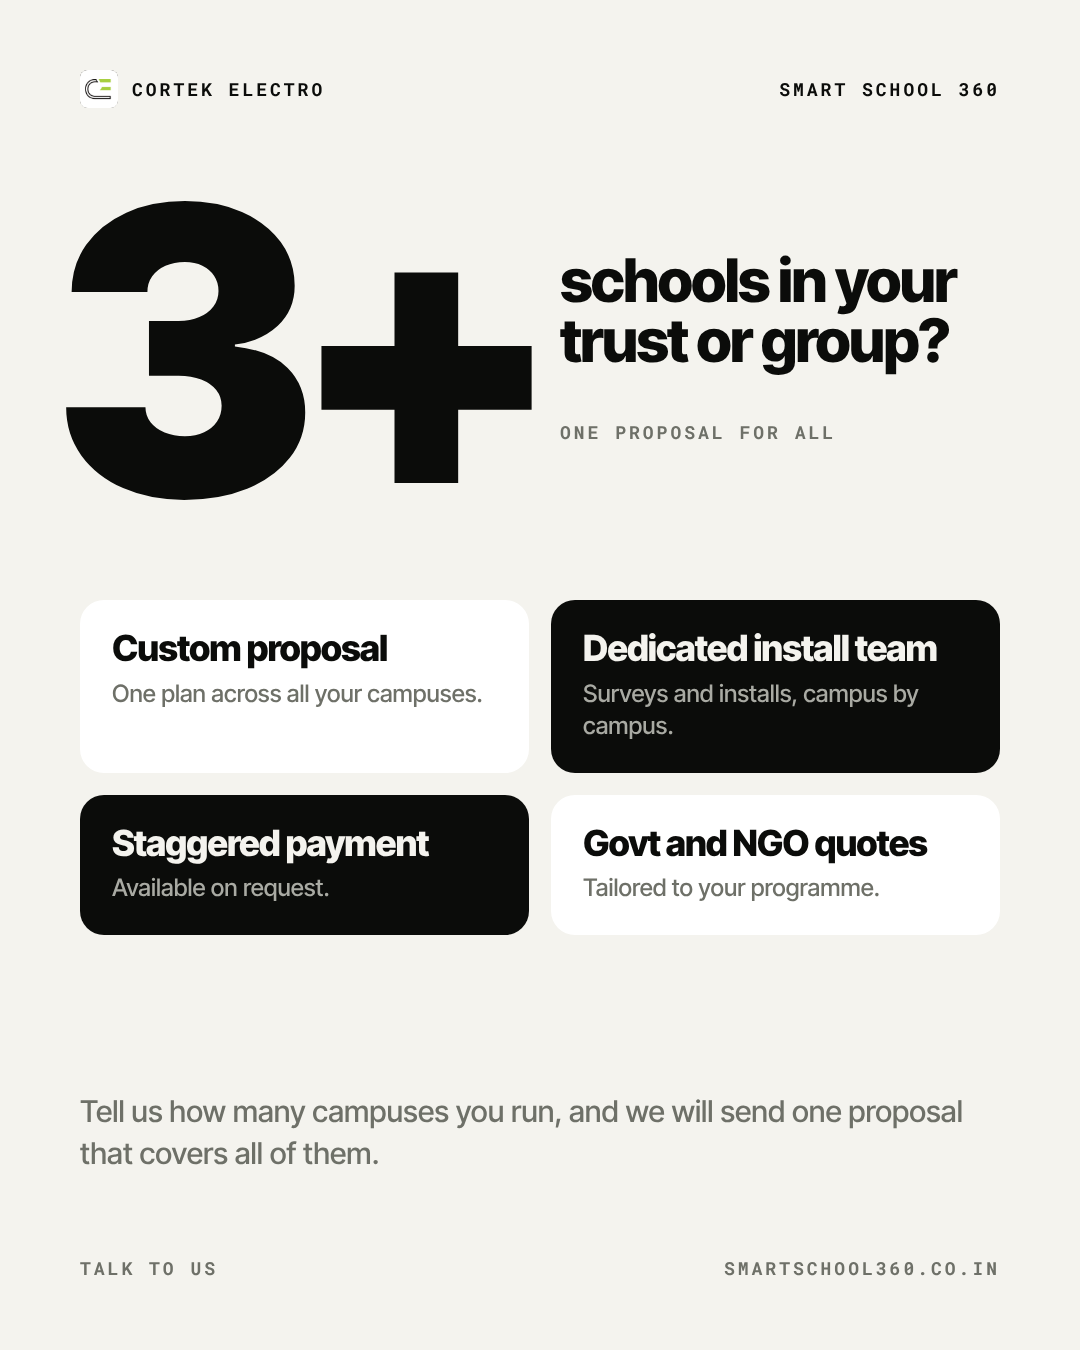 CORTEK ELECTRO
SMART SCHOOL 360
3+
schools in your
trust or group?
ONE PROPOSAL FOR ALL
Custom proposal
One plan across all your campuses.
Dedicated install team
Surveys and installs, campus by
campus.
Staggered payment
Available on request.
Govt and NGO quotes
Tailored to your programme.
Tell us how many campuses you run, and we will send one proposal
that covers all of them.
TALK TO US
SMARTSCHOOL360.CO.IN